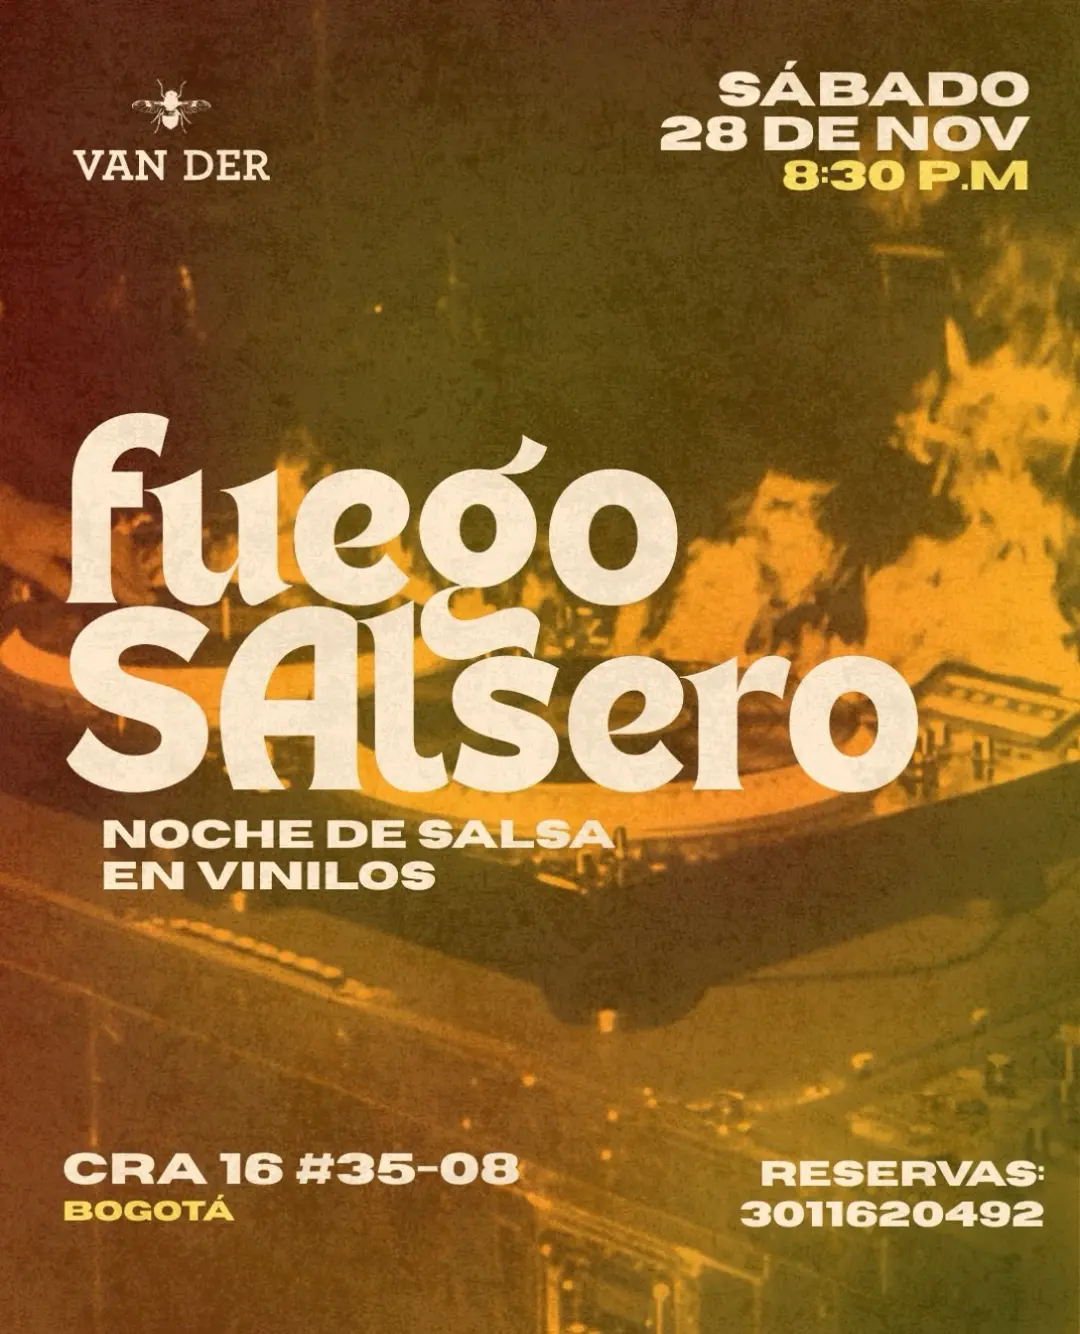 VAN DER
SÁBADO
28 DE NOV
8:30 P.M
fuego
SAlsero
NOCHE DE SALSA
EN VINILOS
CRA 16 #35-08
BOGOTÁ
RESERVAS:
3011620492